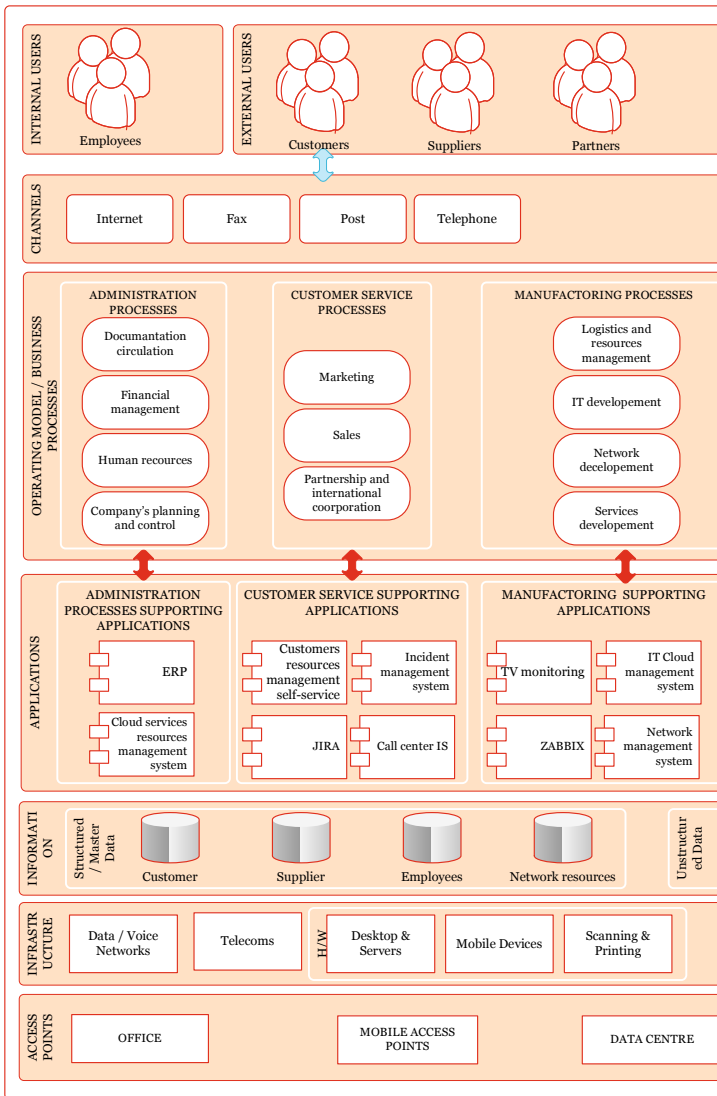 INTERNAL USERS
Employees
EXTERNAL USERS
Customers
Suppliers
Partners
CHANNELS
Internet
Fax
Post
Telephone
OPERATING MODEL / BUSINESS
PROCESSES
ADMINISTRATION
PROCESSES
Documantation
circulation
Financial
management
Human recources
Company's planning
and control
CUSTOMER SERVICE
PROCESSES
Marketing
Sales
Partnership and
international
coorporation
MANUFACTORING PROCESSES
Logistics and
resources
management
IT developement
Network
decelopement
Services
developement
APPLICATIONS
ADMINISTRATION
PROCESSES SUPPORTING
APPLICATIONS
ERP
Cloud services
resources
management
system
CUSTOMER SERVICE SUPPORTING
APPLICATIONS
Customers
resources
management
self-service
Incident
management
system
JIRA
Call center IS
MANUFACTORING SUPPORTING
APPLICATIONS
TV monitoring
IT Cloud
management
system
ZABBIX
Network
management
system
INFORMATI
ON
Structured
/ Master
Data
Customer
Supplier
Employees
Network resources
Unstructur
ed Data
INFRASTR
UCTURE
Data / Voice
Networks
Telecoms
H/W
Desktop &
Servers
Mobile Devices
Scanning &
Printing
ACCESS
POINTS
OFFICE
MOBILE ACCESS
POINTS
DATA CENTRE